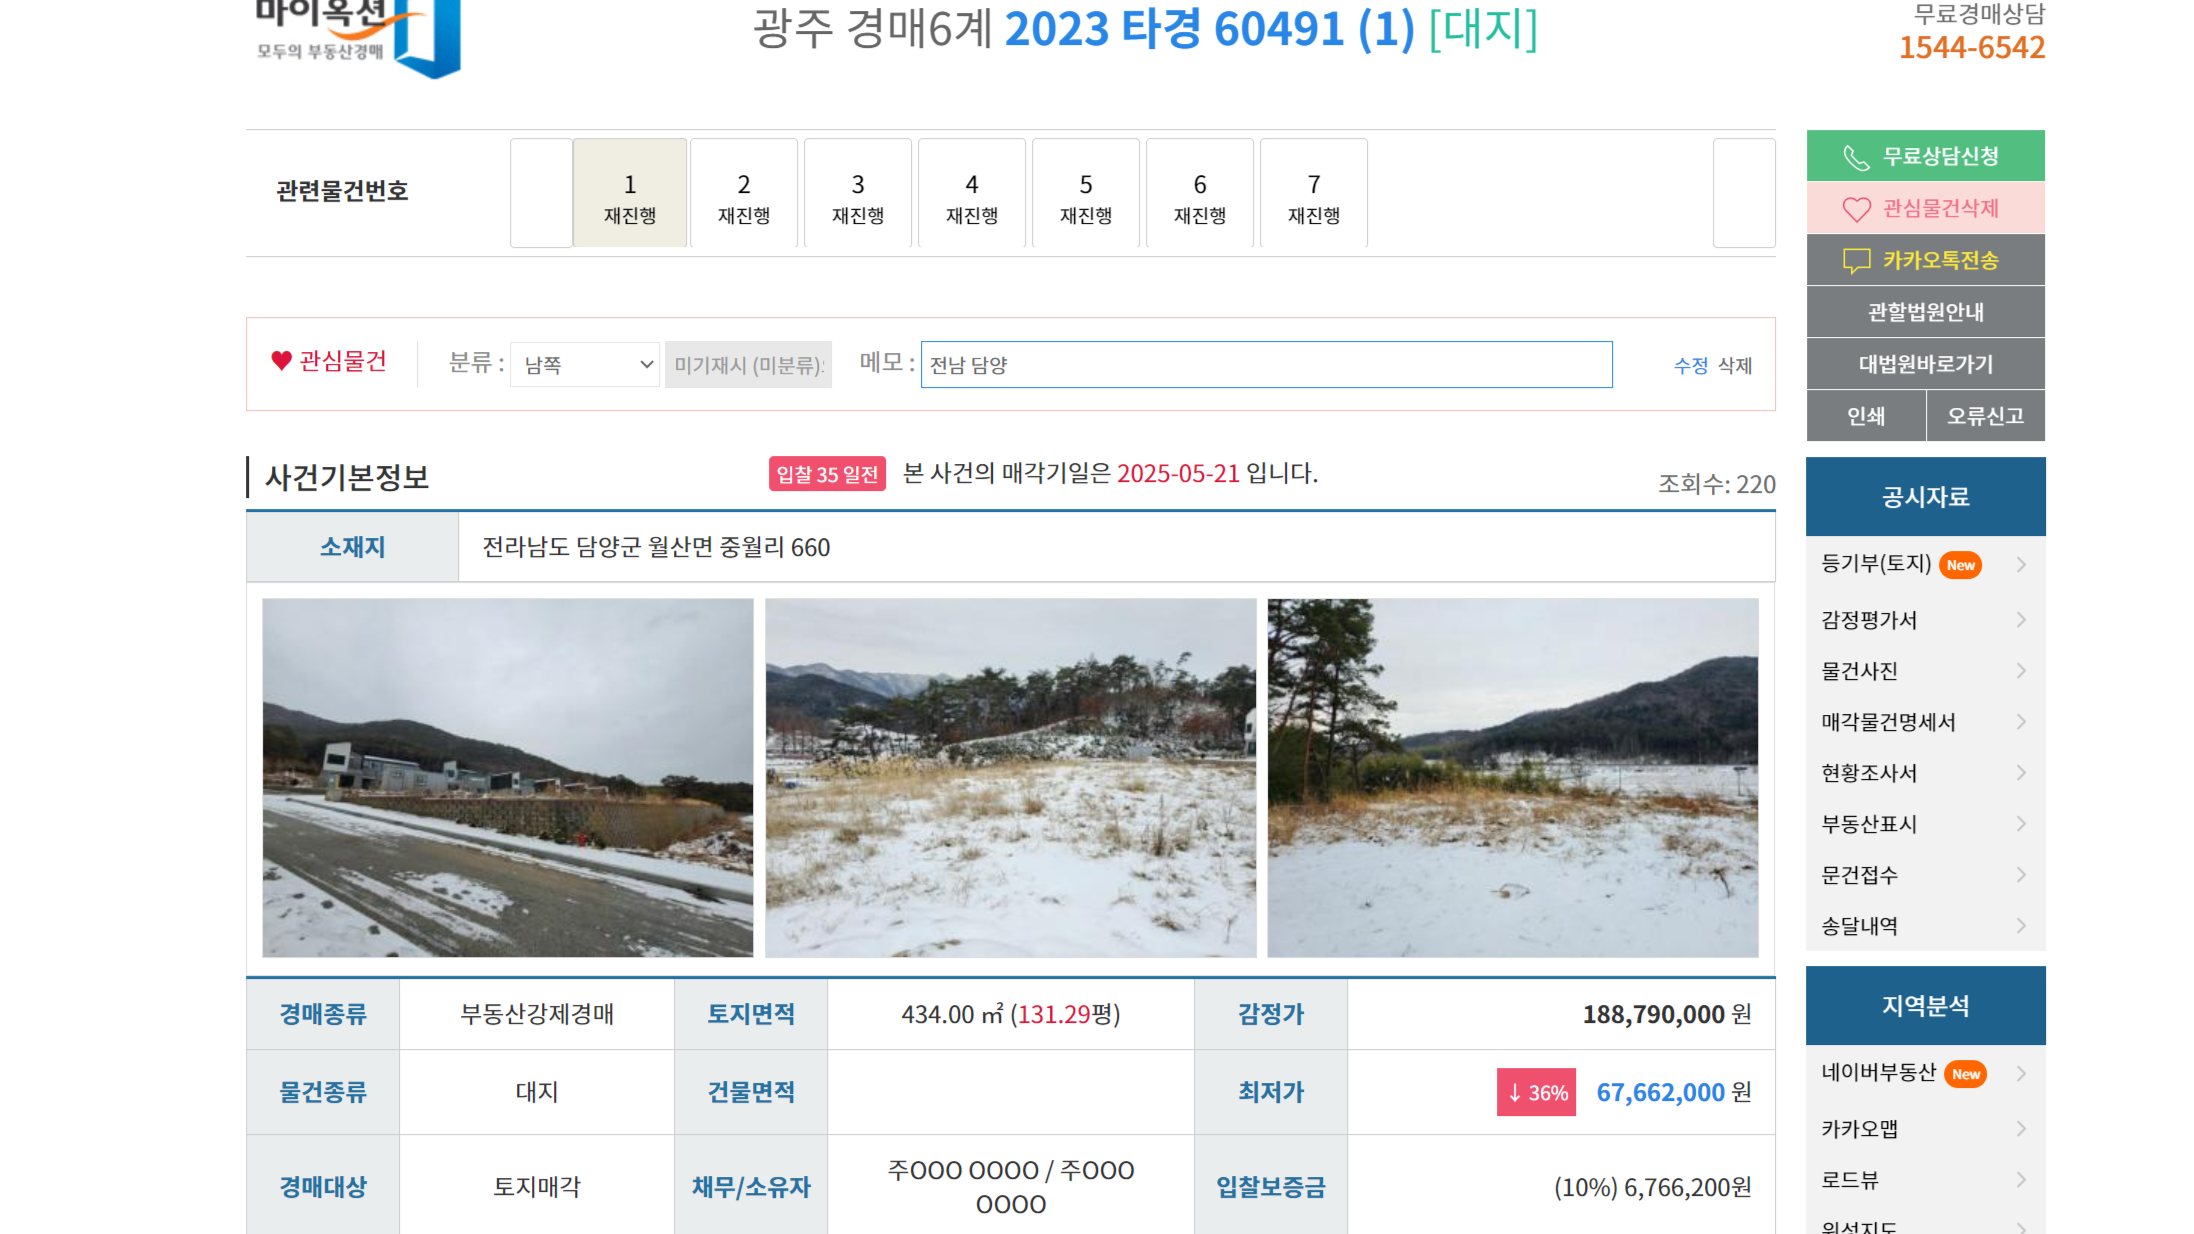 마이옥션
모두의 부동산경매
광주 경매6계 2023 타경 60491 (1) [대지]
무료경매상담
1544-6542
관련물건번호
1 2 3 4 5 6 7
재진행 재진행 재진행 재진행 재진행 재진행 재진행
무료상담신청
관심물건삭제
카카오톡전송
관할법원안내
대법원바로가기
인쇄 오류신고
♥ 관심물건 분류 : 남쪽 미기재시 (미분류) 메모 : 전남 담양 수정 삭제
사건기본정보 입찰 35 일전 본 사건의 매각기일은 2025-05-21 입니다. 조회수: 220
소재지 전라남도 담양군 월산면 중월리 660
공시자료
등기부(토지) New
감정평가서
물건사진
매각물건명세서
현황조사서
부동산표시
문건접수
송달내역
경매종류 부동산강제경매 토지면적 434.00 ㎡ (131.29평) 감정가 188,790,000 원
물건종류 대지 건물면적 최저가 ↓ 36% 67,662,000 원
경매대상 토지매각 채무/소유자 주OOO OOOO / 주OOO OOOO 입찰보증금 (10%) 6,766,200원
지역분석
네이버부동산 New
카카오맵
로드뷰
위성지도